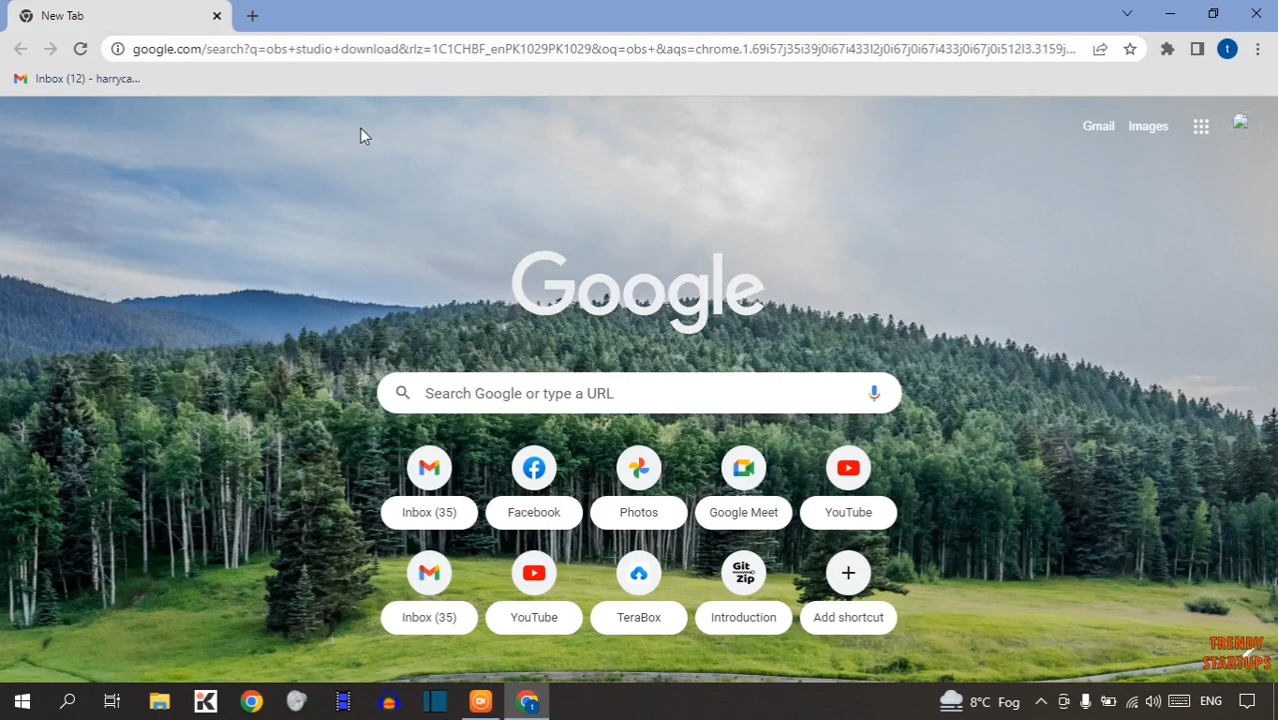 New Tab
google.com/search?q=obs+studio+download&rlz=1C1CHBF_enPK1029PK1029&oq=obs+&aqs=chrome.1.69i57j35i39j0i67i433l2j0i67j0i67i433j0i67j0i512l3.3159j...
t
Inbox (12) - harryca...
Gmail Images
Google
Search Google or type a URL
Inbox (35) Facebook Photos Google Meet YouTube
Git Zip
Inbox (35) YouTube TeraBox Introduction Add shortcut
TRENDY
STARTUPS
K t 8°C Fog ENG